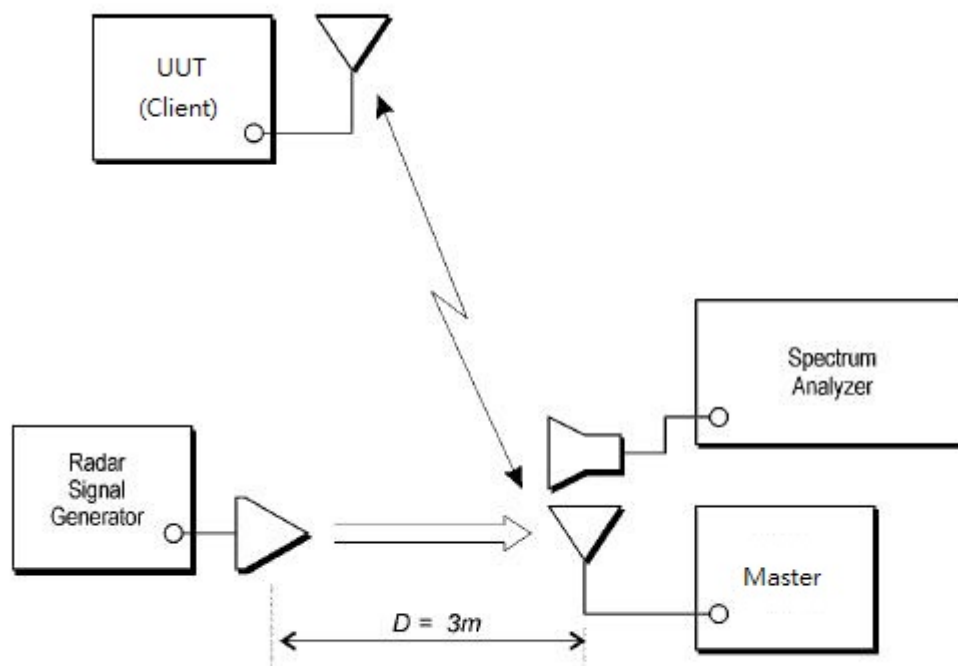 UUT
(Client)
Spectrum
Analyzer
Radar
Signal
Generator
Master
D = 3m